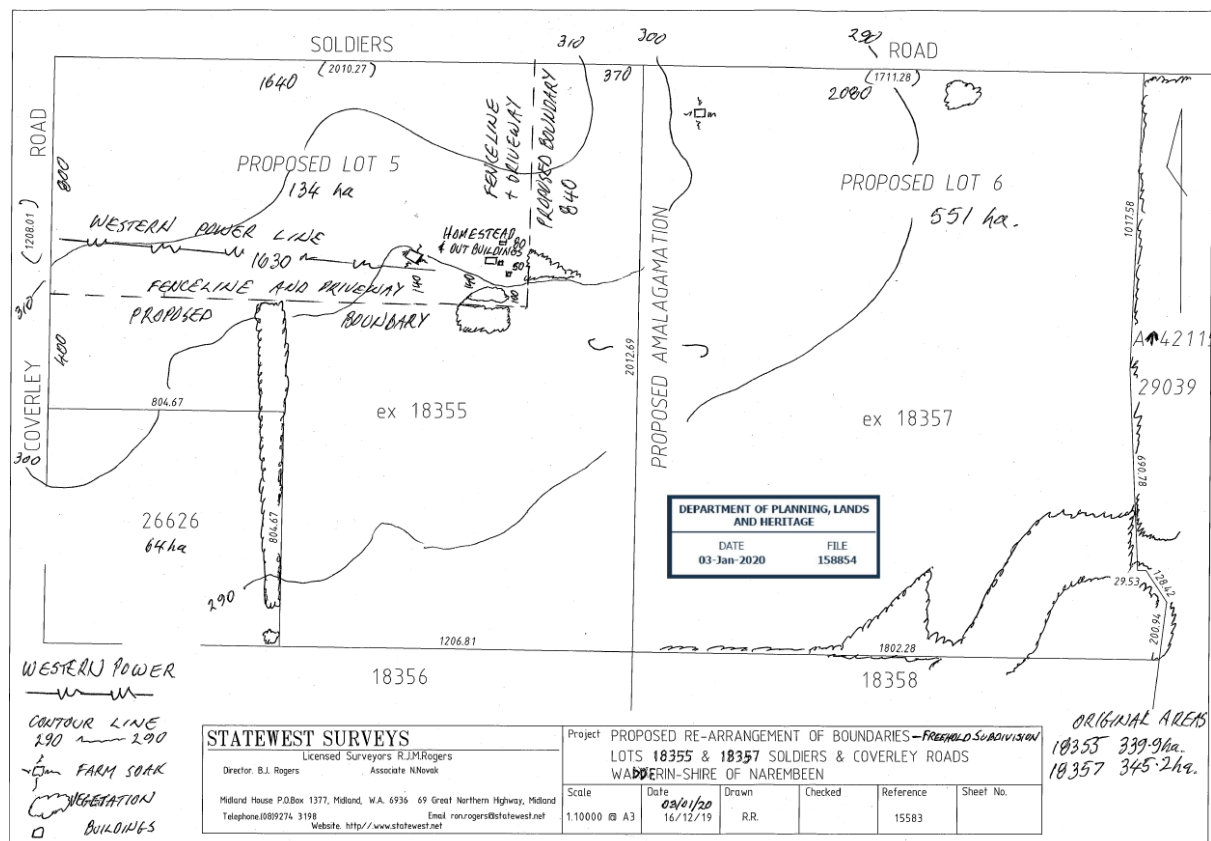 SOLDIERS
ROAD
310
300
290
(2010.27)
1640
370
(1711.28)
2080
ROAD
800
(1208.01)
PROPOSED LOT 5
134 ha
FENCELINE
+ DRIVEWAY
PROPOSED BOUNDARY
840
PROPOSED LOT 6
551 ha.
1017.58
WESTERN POWER LINE
1630
HOMESTEAD
& OUT BUILDINGS
80
50
140
140
100
FENCELINE AND DRIVEWAY
PROPOSED BOUNDARY
310
400
COVERLEY
300
804.67
ex 18355
2012.69
PROPOSED AMALAGAMATION
ex 18357
A 42115
29039
690.78
26626
64ha
804.67
290
DEPARTMENT OF PLANNING, LANDS
AND HERITAGE
DATE FILE
03-Jan-2020 158854
29.53
128.42
200.94
1206.81
1802.28
18356
18358
WESTERN POWER
CONTOUR LINE
290 290
FARM SOAK
VEGETATION
BUILDINGS
STATEWEST SURVEYS
Licensed Surveyors R.J.M.Rogers
Director. B.J. Rogers Associate N.Novak
Midland House P.O.Box 1377, Midland, W.A. 6936 69 Great Northern Highway, Midland
Telephone.(08)9274 3198 Email ron.rogers@statewest.net
Website. http//www.statewest.net
Project PROPOSED RE-ARRANGEMENT OF BOUNDARIES - FREEHOLD SUBDIVISION
LOTS 18355 & 18357 SOLDIERS & COVERLEY ROADS
WADDERIN-SHIRE OF NAREMBEEN
Scale Date Drawn Checked Reference Sheet No.
03/01/20
1.10000 @ A3 16/12/19 R.R. 15583
ORIGINAL AREAS
18355 339.9ha.
18357 345.2ha.